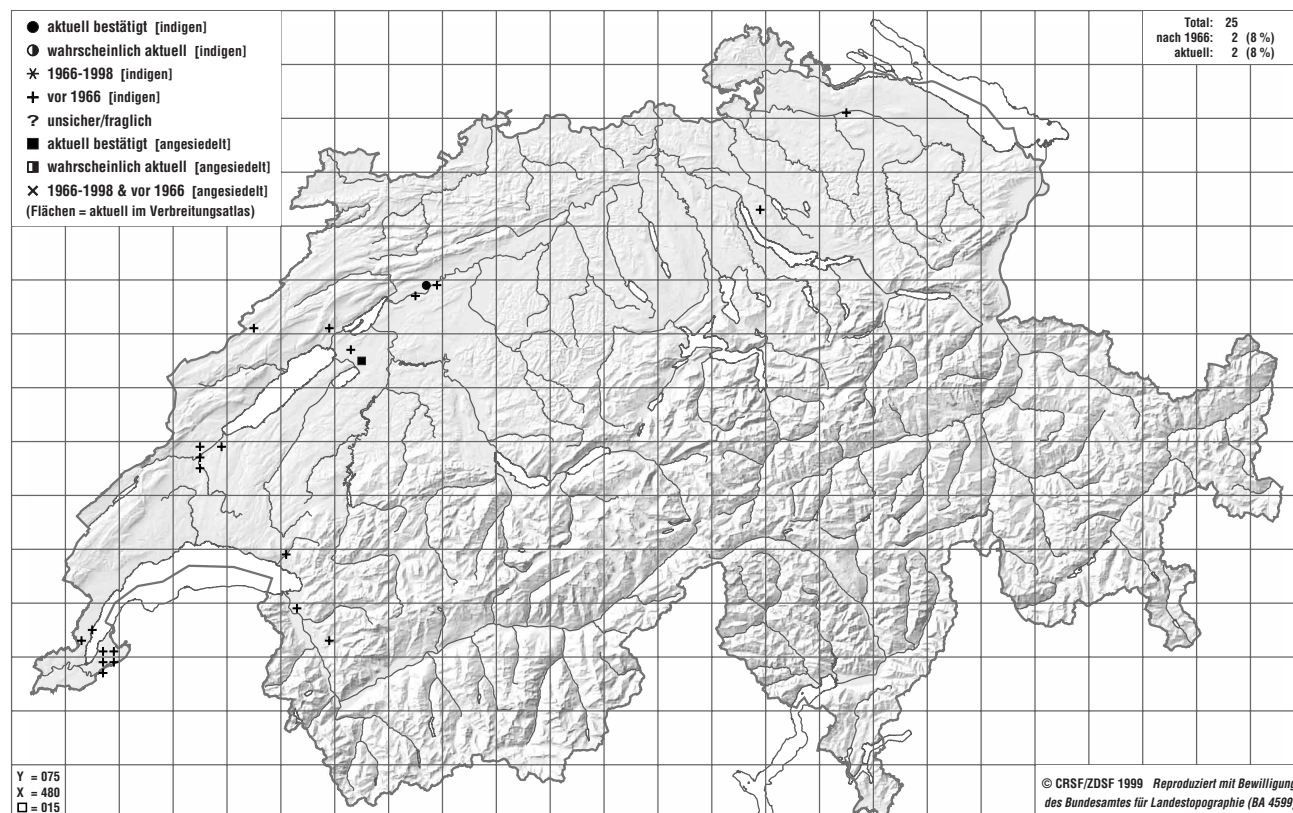 aktuell bestätigt [indigen]
wahrscheinlich aktuell [indigen]
1966-1998 [indigen]
vor 1966 [indigen]
? unsicher/fraglich
aktuell bestätigt [angesiedelt]
wahrscheinlich aktuell [angesiedelt]
1966-1998 & vor 1966 [angesiedelt]
(Flächen = aktuell im Verbreitungsatlas)
Total: 25
nach 1966: 2 (8 %)
aktuell: 2 (8 %)
Y = 075
X = 480
= 015
© CRSF/ZDSF 1999 Reproduziert mit Bewilligung
des Bundesamtes für Landestopographie (BA 4599)